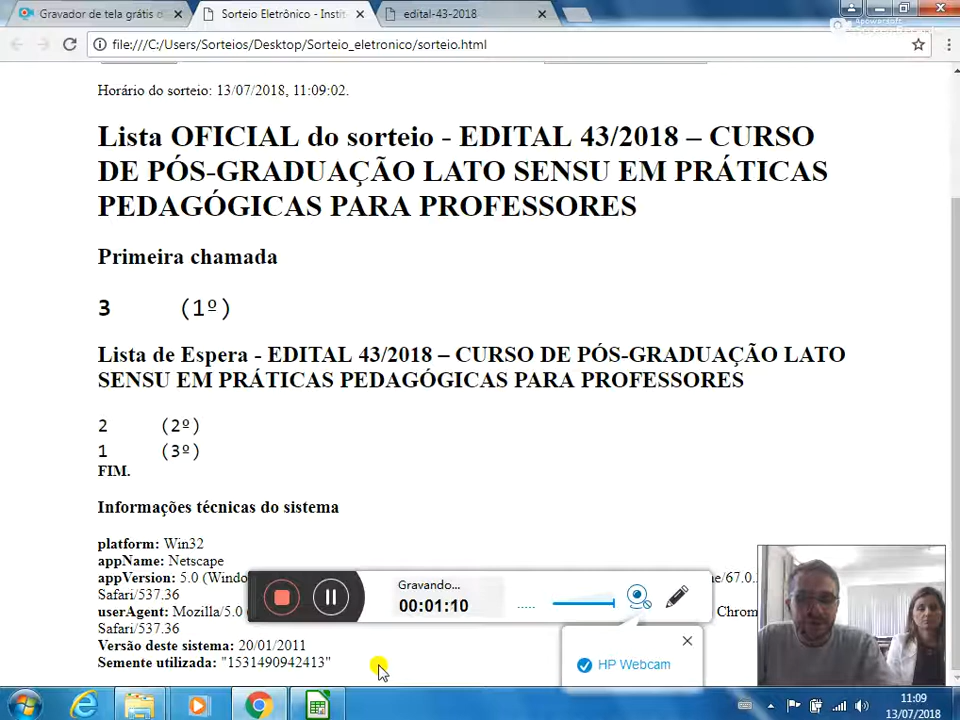 Gravador de tela grátis d
Sorteio Eletrônico - Insti
edital-43-2018
file:///C:/Users/Sorteios/Desktop/Sorteio_eletronico/sorteio.html
Apowersoft
Horário do sorteio: 13/07/2018, 11:09:02.
Lista OFICIAL do sorteio - EDITAL 43/2018 – CURSO
DE PÓS-GRADUAÇÃO LATO SENSU EM PRÁTICAS
PEDAGÓGICAS PARA PROFESSORES
Primeira chamada
3 (1º)
Lista de Espera - EDITAL 43/2018 – CURSO DE PÓS-GRADUAÇÃO LATO
SENSU EM PRÁTICAS PEDAGÓGICAS PARA PROFESSORES
2 (2º)
1 (3º)
FIM.
Informações técnicas do sistema
platform: Win32
appName: Netscape
appVersion: 5.0 (Windo me/67.0.
Safari/537.36
userAgent: Mozilla/5.0 ( Chrom
Safari/537.36
Versão deste sistema: 20/01/2011
Semente utilizada: "1531490942413"
Gravando...
00:01:10
HP Webcam
11:09
13/07/2018